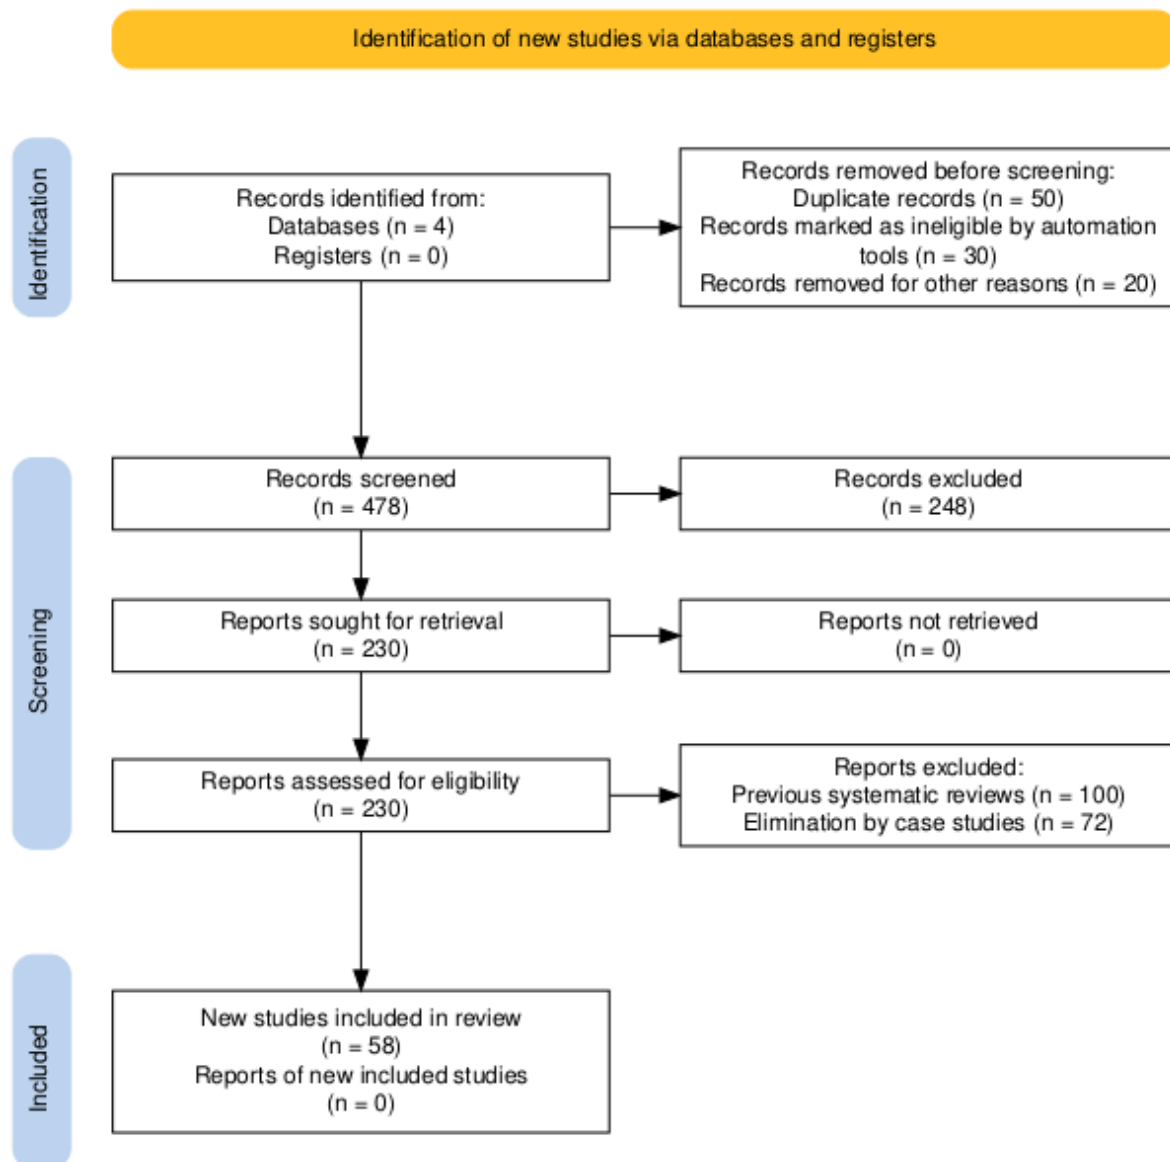 Identification of new studies via databases and registers
Identification
Records identified from:
Databases (n = 4)
Registers (n = 0)
Records removed before screening:
Duplicate records (n = 50)
Records marked as ineligible by automation
tools (n = 30)
Records removed for other reasons (n = 20)
Screening
Records screened
(n = 478)
Records excluded
(n = 248)
Reports sought for retrieval
(n = 230)
Reports not retrieved
(n = 0)
Reports assessed for eligibility
(n = 230)
Reports excluded:
Previous systematic reviews (n = 100)
Elimination by case studies (n = 72)
Included
New studies included in review
(n = 58)
Reports of new included studies
(n = 0)